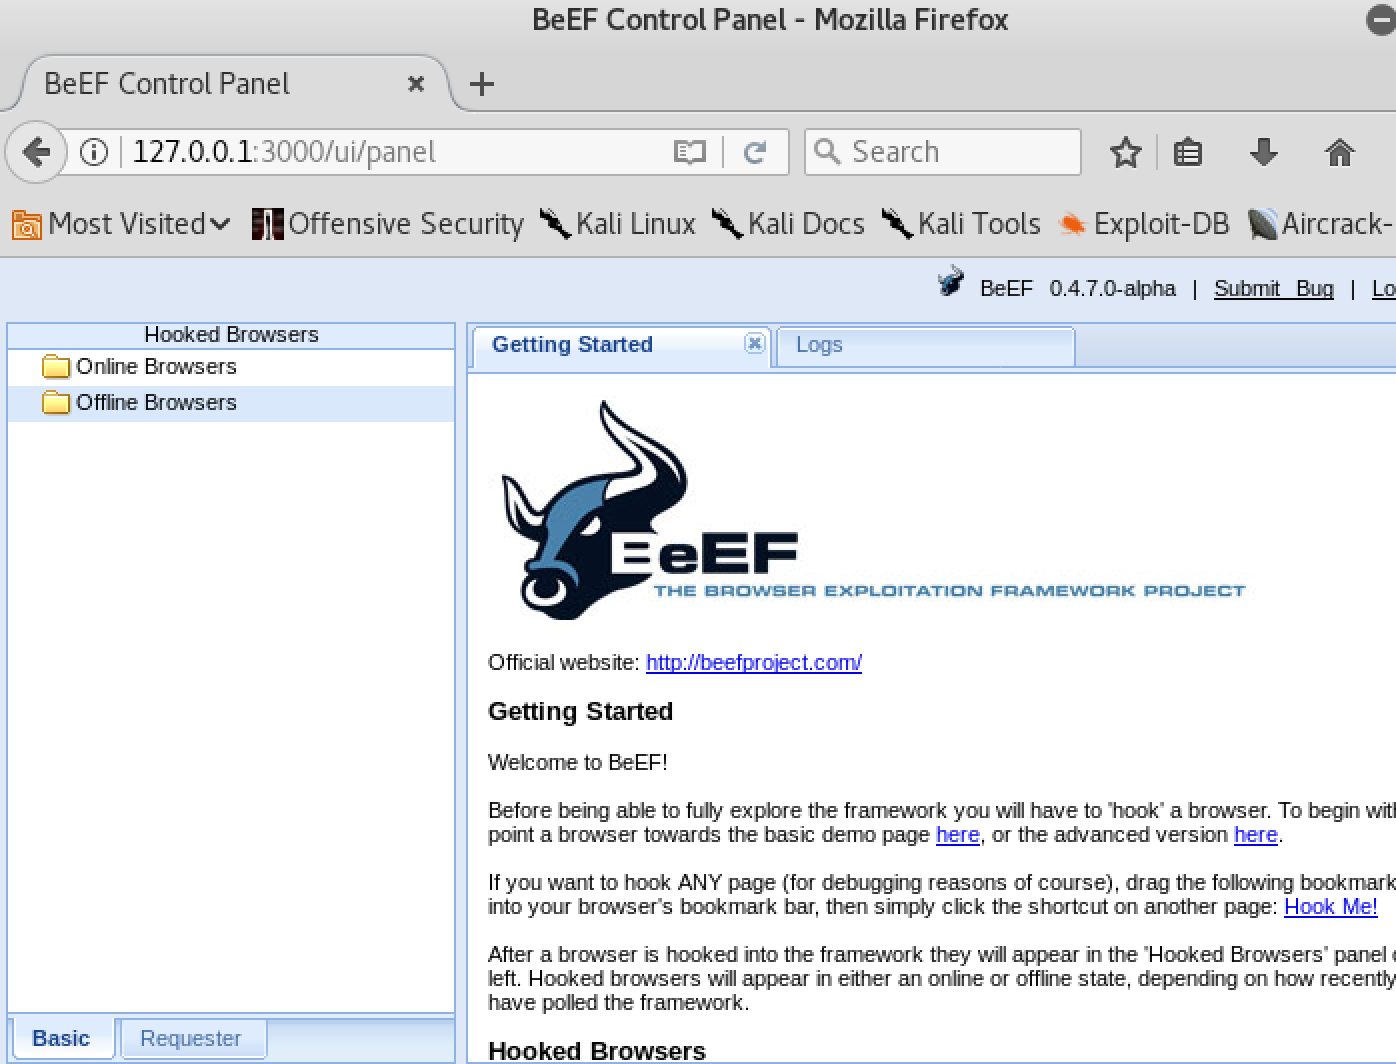 BeEF Control Panel - Mozilla Firefox
BeEF Control Panel
127.0.0.1:3000/ui/panel
Search
Most Visited
Offensive Security
Kali Linux
Kali Docs
Kali Tools
Exploit-DB
Aircrack-
BeEF 0.4.7.0-alpha | Submit Bug | Lo
Hooked Browsers
Online Browsers
Offline Browsers
Getting Started
Logs
BeEF
THE BROWSER EXPLOITATION FRAMEWORK PROJECT
Official website: http://beefproject.com/
Getting Started
Welcome to BeEF!
Before being able to fully explore the framework you will have to 'hook' a browser. To begin with
point a browser towards the basic demo page here, or the advanced version here.
If you want to hook ANY page (for debugging reasons of course), drag the following bookmark
into your browser's bookmark bar, then simply click the shortcut on another page: Hook Me!
After a browser is hooked into the framework they will appear in the 'Hooked Browsers' panel
left. Hooked browsers will appear in either an online or offline state, depending on how recently
have polled the framework.
Hooked Browsers
Basic
Requester